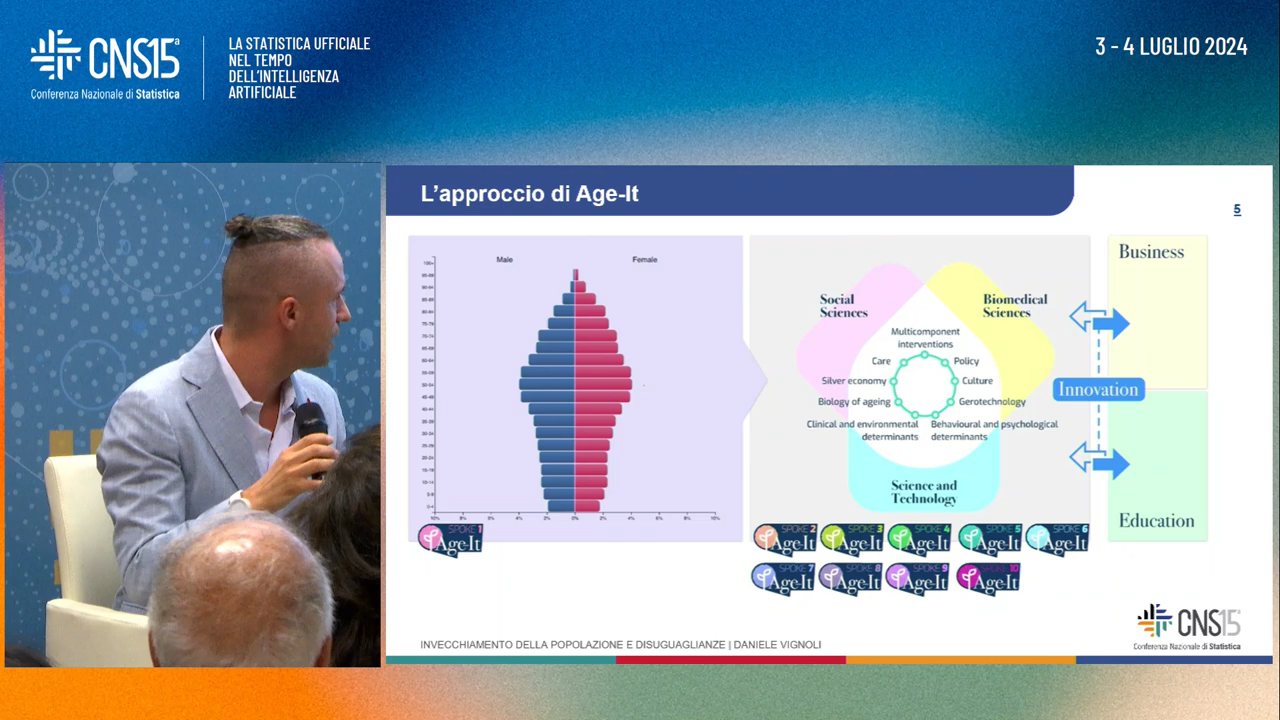 CNS15ª
Conferenza Nazionale di Statistica
LA STATISTICA UFFICIALE
NEL TEMPO
DELL'INTELLIGENZA
ARTIFICIALE
3 - 4 LUGLIO 2024
L'approccio di Age-It
5
Male
Female
Social
Sciences
Biomedical
Sciences
Multicomponent
interventions
Care
Policy
Silver economy
Culture
Biology of ageing
Gerotechnology
Clinical and environmental
determinants
Behavioural and psychological
determinants
Science and
Technology
Business
Innovation
Education
SPOKE 1
Age-It
SPOKE 2
Age-It
SPOKE 3
Age-It
SPOKE 4
Age-It
SPOKE 5
Age-It
SPOKE 6
Age-It
SPOKE 7
Age-It
SPOKE 8
Age-It
SPOKE 9
Age-It
SPOKE 10
Age-It
INVECCHIAMENTO DELLA POPOLAZIONE E DISUGUAGLIANZE | DANIELE VIGNOLI
CNS15ª
Conferenza Nazionale di Statistica